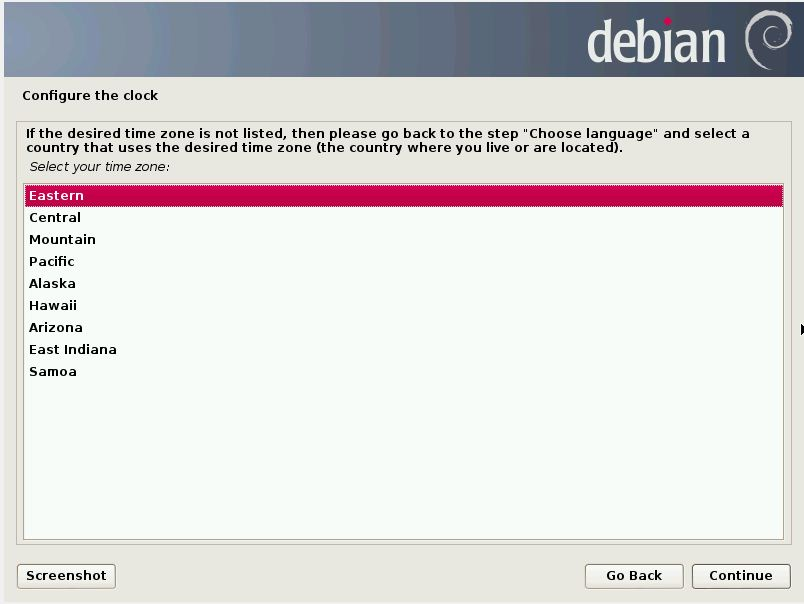 debian
Configure the clock
If the desired time zone is not listed, then please go back to the step "Choose language" and select a
country that uses the desired time zone (the country where you live or are located).
Select your time zone:
Eastern
Central
Mountain
Pacific
Alaska
Hawaii
Arizona
East Indiana
Samoa
Screenshot
Go Back
Continue